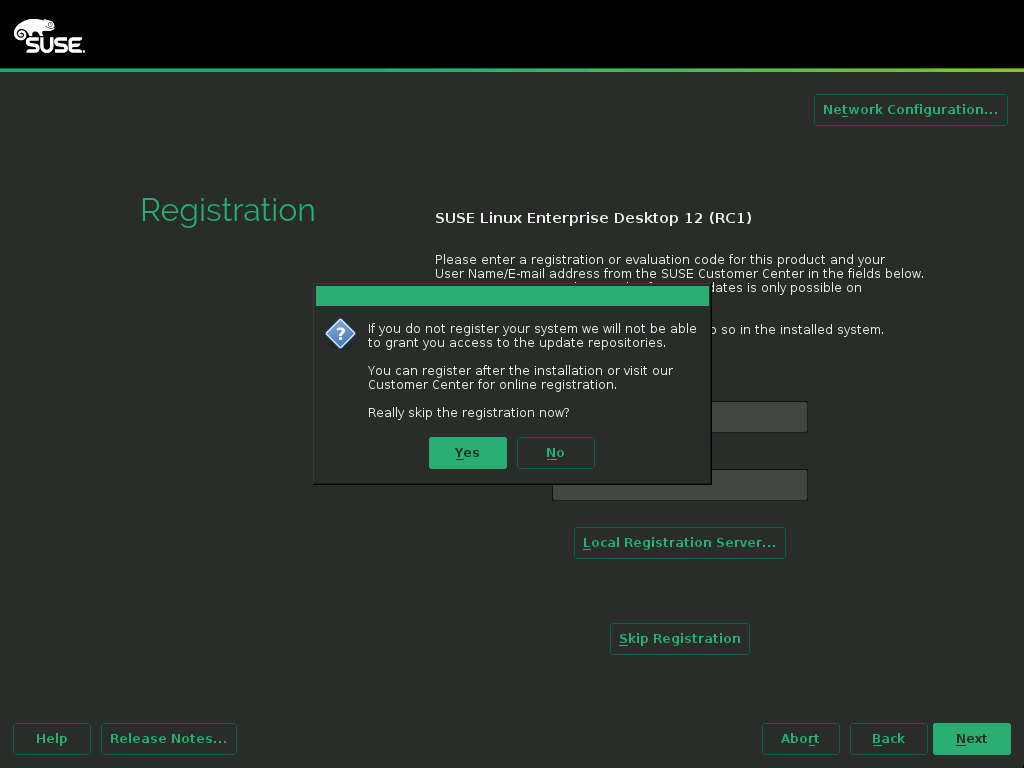 SUSE
Network Configuration...
Registration
SUSE Linux Enterprise Desktop 12 (RC1)
Please enter a registration or evaluation code for this product and your
User Name/E-mail address from the SUSE Customer Center in the fields below.
is only possible on
so in the installed system.
If you do not register your system we will not be able
to grant you access to the update repositories.
You can register after the installation or visit our
Customer Center for online registration.
Really skip the registration now?
Yes
No
Local Registration Server...
Skip Registration
Help
Release Notes...
Abort
Back
Next